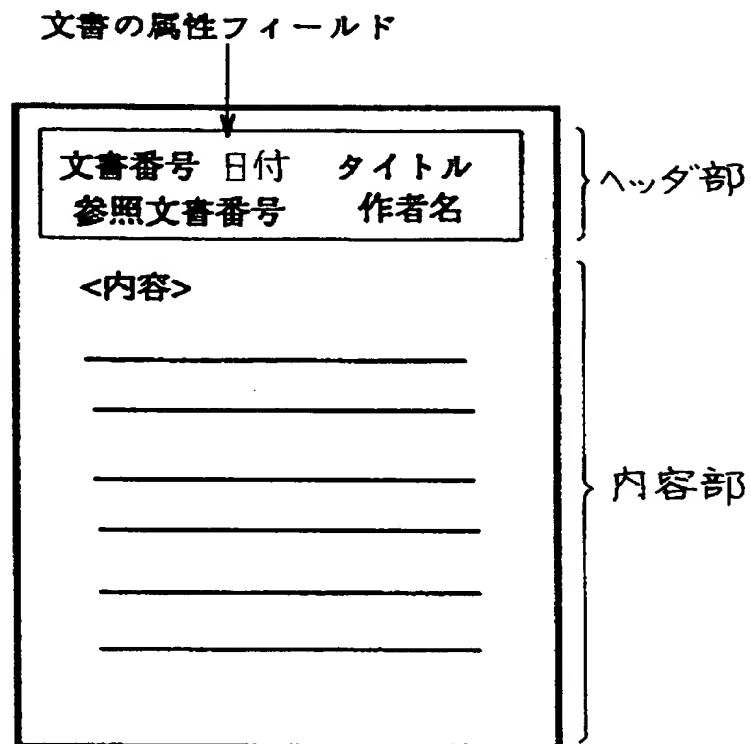 文書の属性フィールド
文書番号 日付 タイトル
参照文書番号 作者名
ヘッダ部
<内容>
内容部